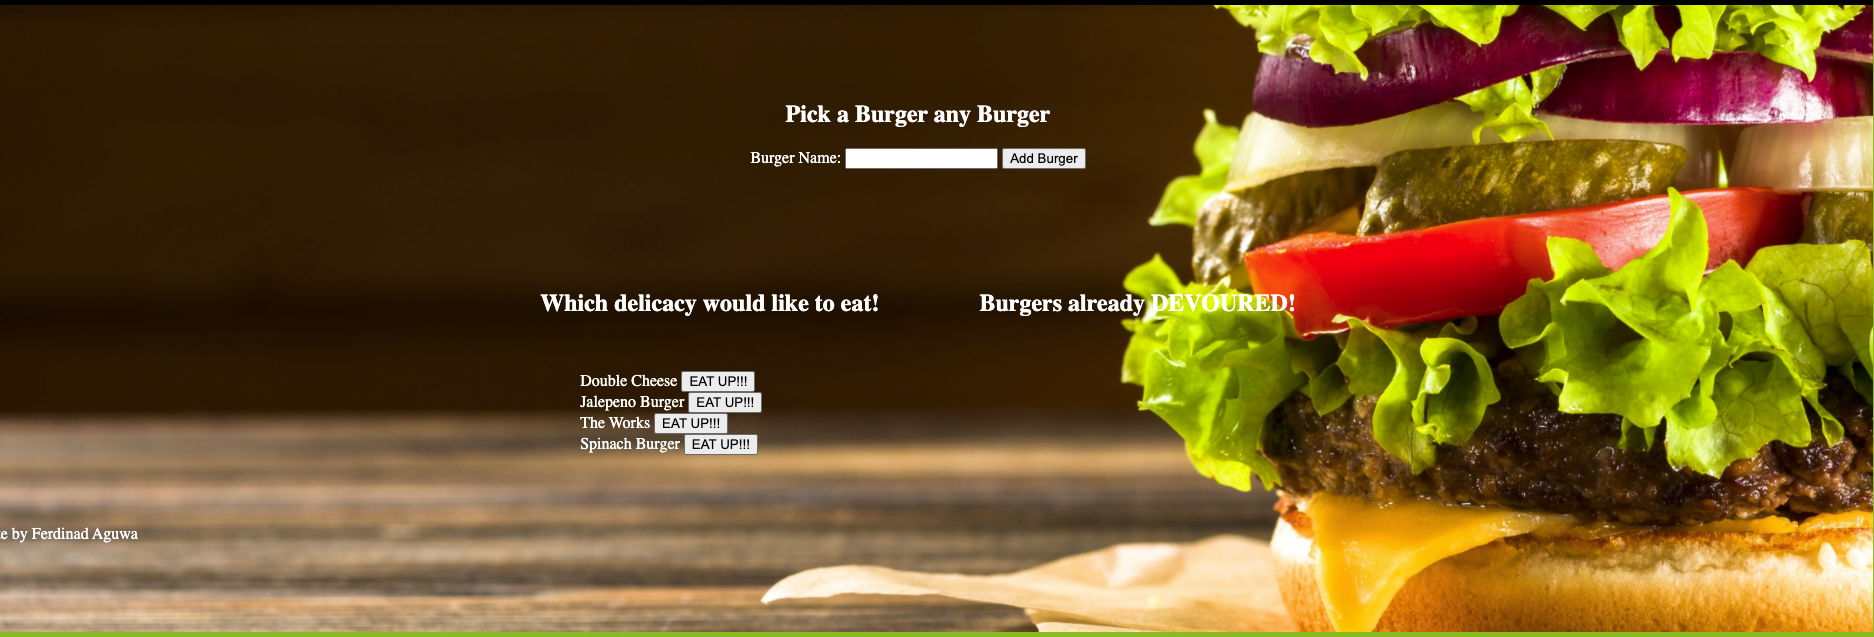 Pick a Burger any Burger
Burger Name: Add Burger
Which delicacy would like to eat!
Burgers already DEVOURED!
Double Cheese EAT UP!!!
Jalepeno Burger EAT UP!!!
The Works EAT UP!!!
Spinach Burger EAT UP!!!
by Ferdinad Aguwa